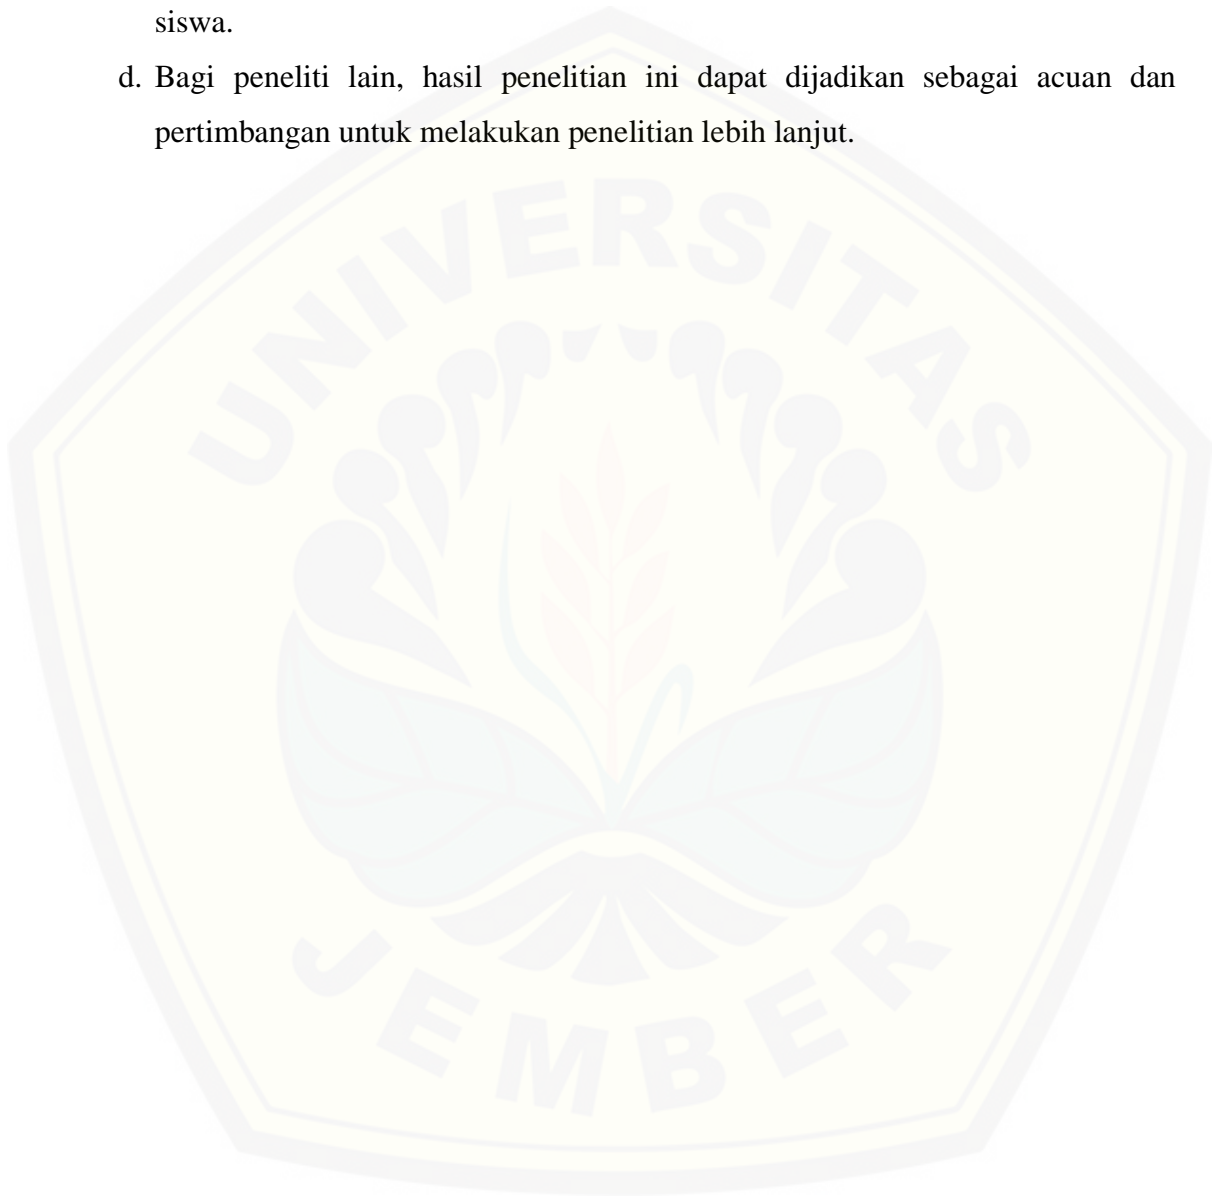 siswa.
d. Bagi peneliti lain, hasil penelitian ini dapat dijadikan sebagai acuan dan
pertimbangan untuk melakukan penelitian lebih lanjut.
UNIVERSITAS
JEMBER